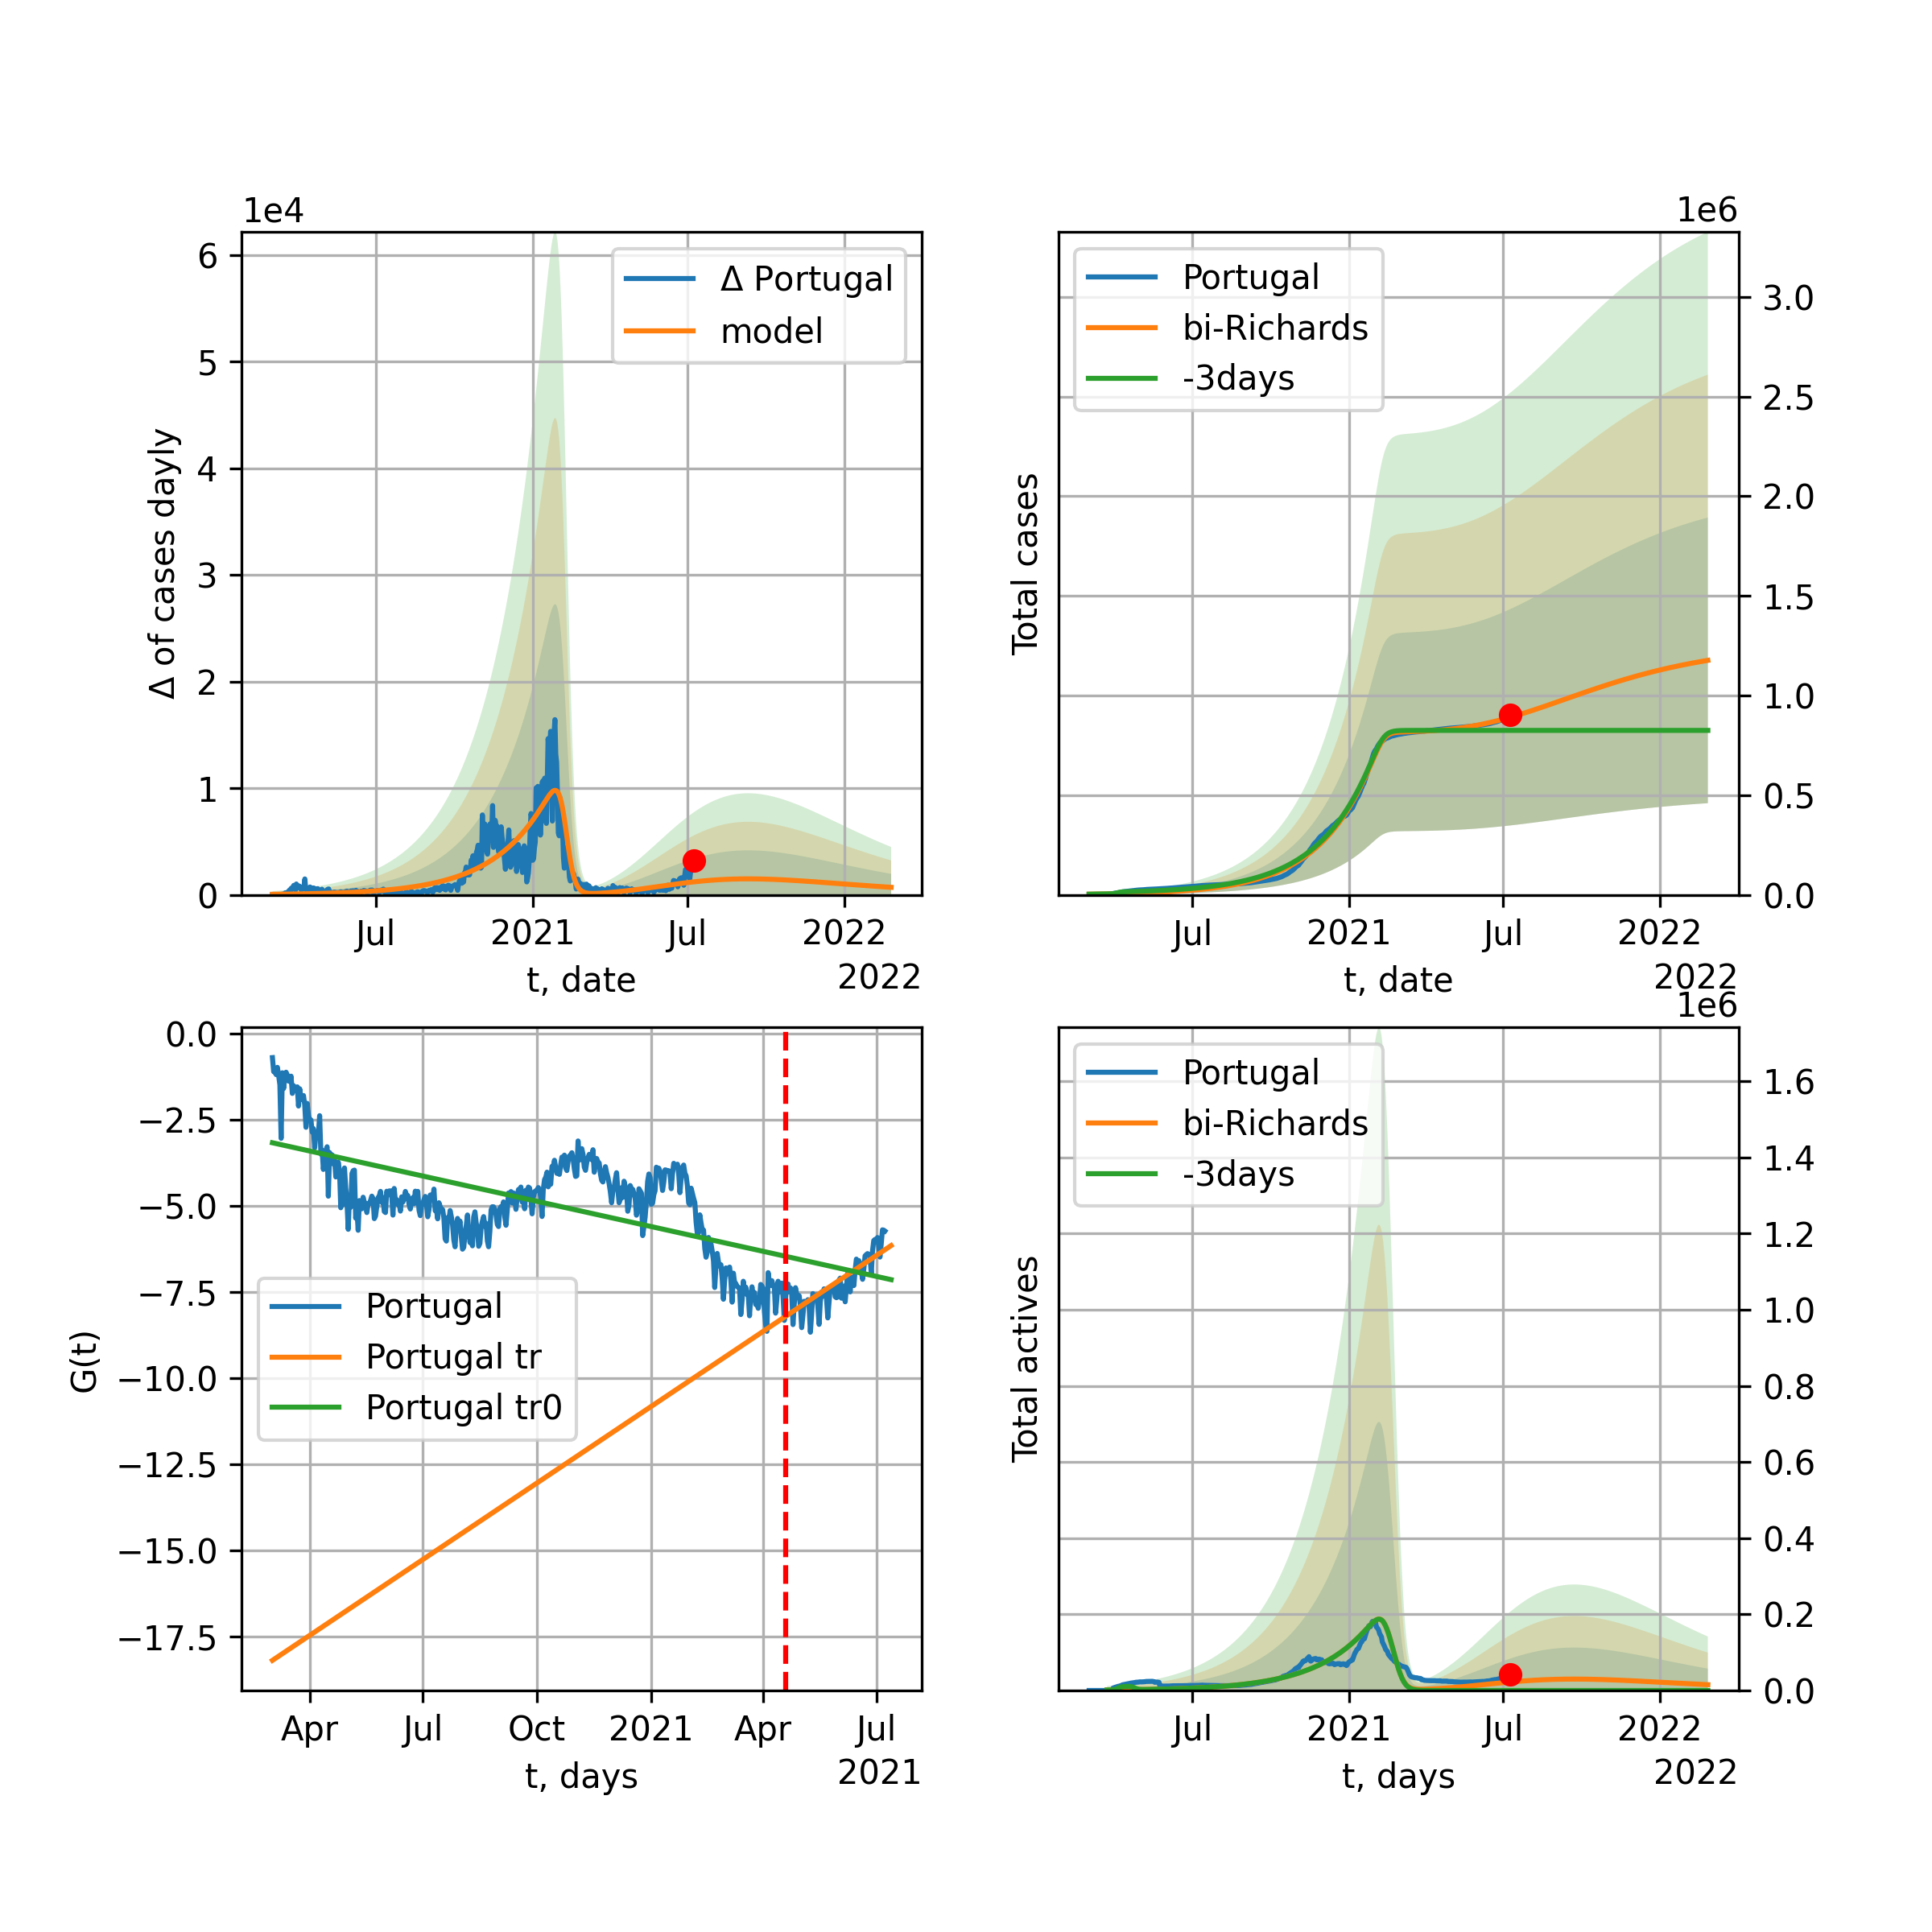 1e4
6
5
4
3
2
1
0
Δ of cases dayly
Δ Portugal
model
Jul
2021
Jul
2022
t, date
2022
1e6
Portugal
bi-Richards
-3days
Total cases
3.0
2.5
2.0
1.5
1.0
0.5
0.0
Jul
2021
Jul
2022
t, date
2022
0.0
−2.5
−5.0
−7.5
−10.0
−12.5
−15.0
−17.5
G(t)
Portugal
Portugal tr
Portugal tr0
Apr
Jul
Oct
2021
Apr
Jul
t, days
2021
1e6
Portugal
bi-Richards
-3days
Total actives
1.6
1.4
1.2
1.0
0.8
0.6
0.4
0.2
0.0
Jul
2021
Jul
2022
t, days
2022